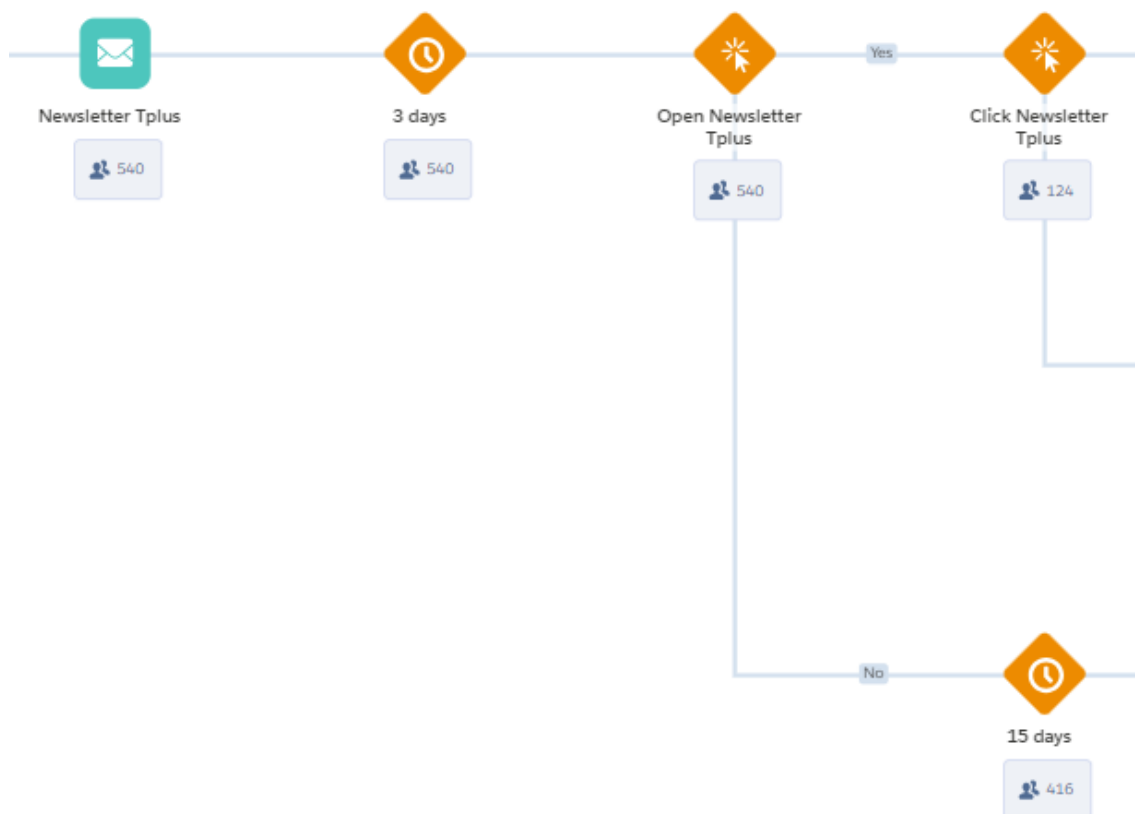 Yes
Newsletter Tplus
3 days
Open Newsletter
Tplus
Click Newsletter
Tplus
540
540
540
124
No
15 days
416